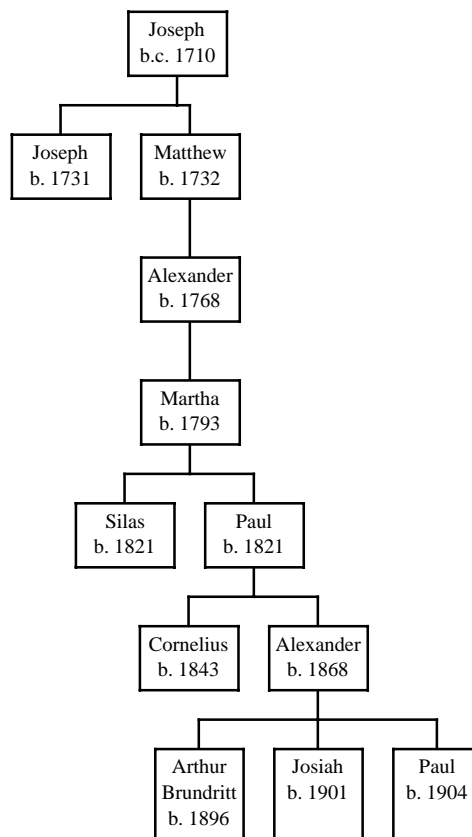 Joseph
b.c. 1710
Joseph
b. 1731
Matthew
b. 1732
Alexander
b. 1768
Martha
b. 1793
Silas
b. 1821
Paul
b. 1821
Cornelius
b. 1843
Alexander
b. 1868
Arthur
Brundritt
b. 1896
Josiah
b. 1901
Paul
b. 1904